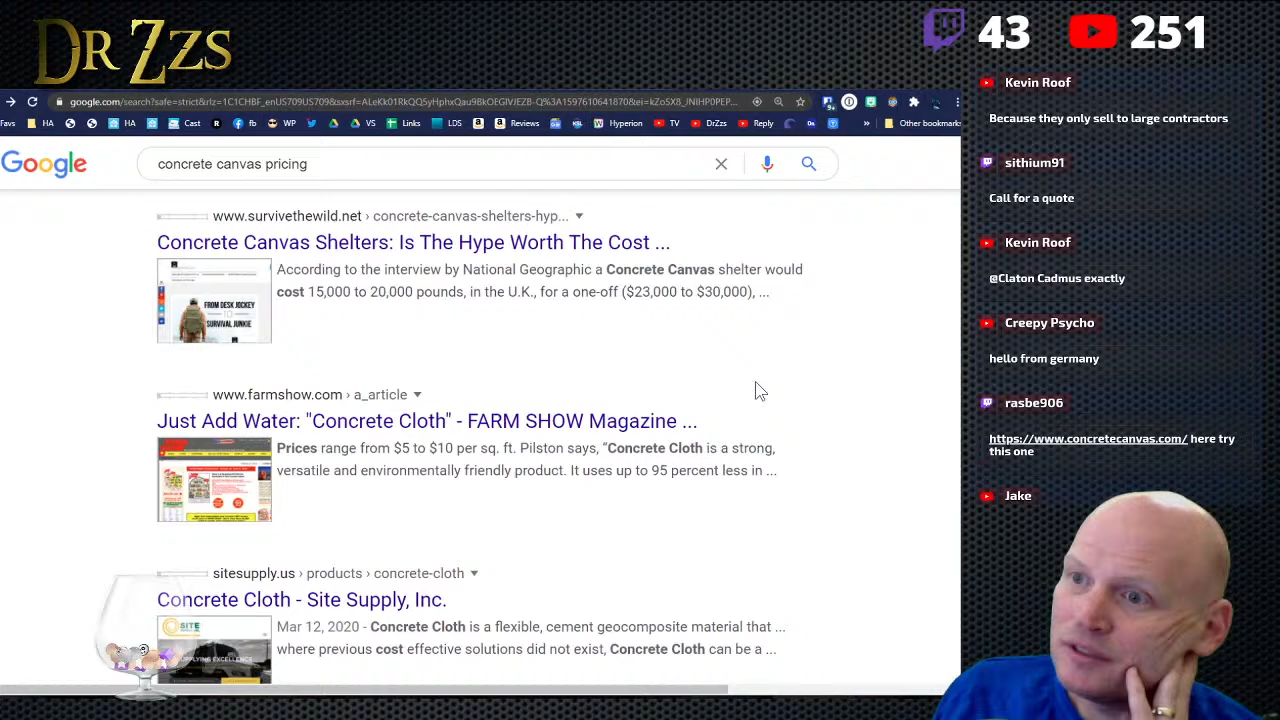 DR ZZS
43
251
google.com/search?safe=strict&rlz=1C1CHBF_enUS709US709&sxsrf=ALeKk01RkQQ5yHphxQau9BkOEGlVJEZB-Q%3A1597610641870&ei=kZo5X8_JNIHP0PEP...
Favs HA HA Cast fb WP VS Links LDS Reviews Hyperion TV DrZzs Reply » Other bookmarks
Google
concrete canvas pricing
www.survivethewild.net › concrete-canvas-shelters-hyp...
Concrete Canvas Shelters: Is The Hype Worth The Cost ...
According to the interview by National Geographic a Concrete Canvas shelter would
cost 15,000 to 20,000 pounds, in the U.K., for a one-off ($23,000 to $30,000), ...
FROM DESK JOCKEY
SURVIVAL JUNKIE
www.farmshow.com › a_article
Just Add Water: "Concrete Cloth" - FARM SHOW Magazine ...
Prices range from $5 to $10 per sq. ft. Pilston says, “Concrete Cloth is a strong,
versatile and environmentally friendly product. It uses up to 95 percent less in ...
sitesupply.us › products › concrete-cloth
Concrete Cloth - Site Supply, Inc.
Mar 12, 2020 - Concrete Cloth is a flexible, cement geocomposite material that ...
where previous cost effective solutions did not exist, Concrete Cloth can be a ...
SITE
SUPPLYING EXCELLENCE
Kevin Roof
Because they only sell to large contractors
sithium91
Call for a quote
Kevin Roof
@Claton Cadmus exactly
Creepy Psycho
hello from germany
rasbe906
https://www.concretecanvas.com/ here try
this one
Jake